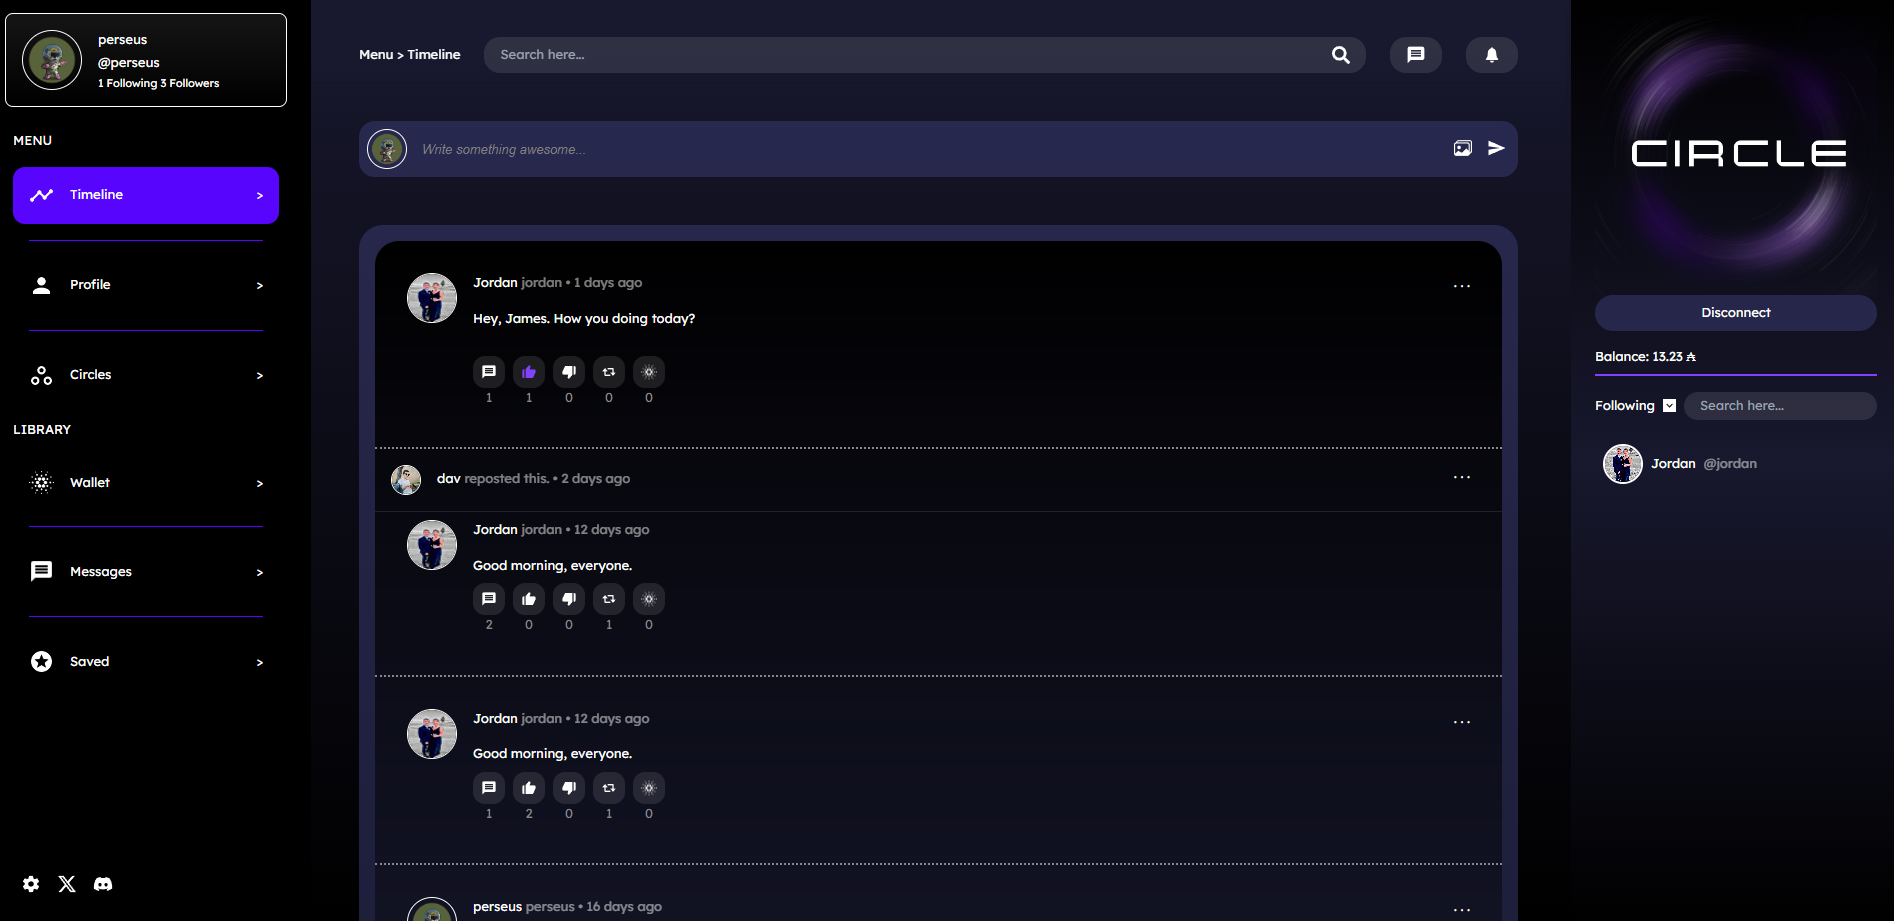 perseus
@perseus
1 Following 3 Followers
MENU
Timeline >
Profile >
Circles >
LIBRARY
Wallet >
Messages >
Saved >
Menu > Timeline
Search here...
Write something awesome...
Jordan jordan • 1 days ago
...
Hey, James. How you doing today?
1 1 0 0 0
dav reposted this. • 2 days ago
...
Jordan jordan • 12 days ago
Good morning, everyone.
2 0 0 1 0
Jordan jordan • 12 days ago
...
Good morning, everyone.
1 2 0 1 0
perseus perseus • 16 days ago
...
CIRCLE
Disconnect
Balance: 13.23 ₳
Following
Search here...
Jordan @jordan